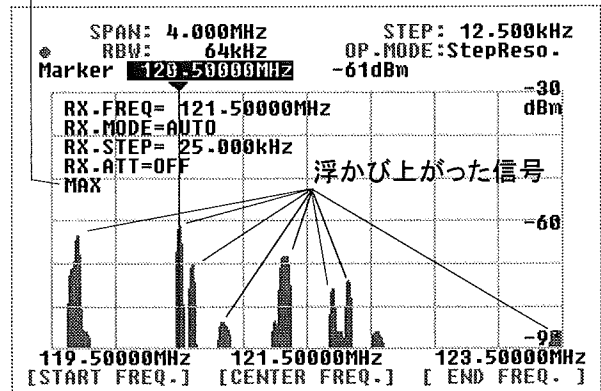 SPAN: 4.000MHz STEP: 12.500kHz
RBW: 64kHz OP.MODE:StepReso.
Marker 120.50000MHz -61dBm
-30
RX.FREQ= 121.50000MHz dBm
RX.MODE=AUTO
RX.STEP= 25.000kHz
RX.ATT=OFF
MAX
浮かび上がった信号
-60
-90
119.50000MHz 121.50000MHz 123.50000MHz
[START FREQ.] [CENTER FREQ.] [ END FREQ. ]